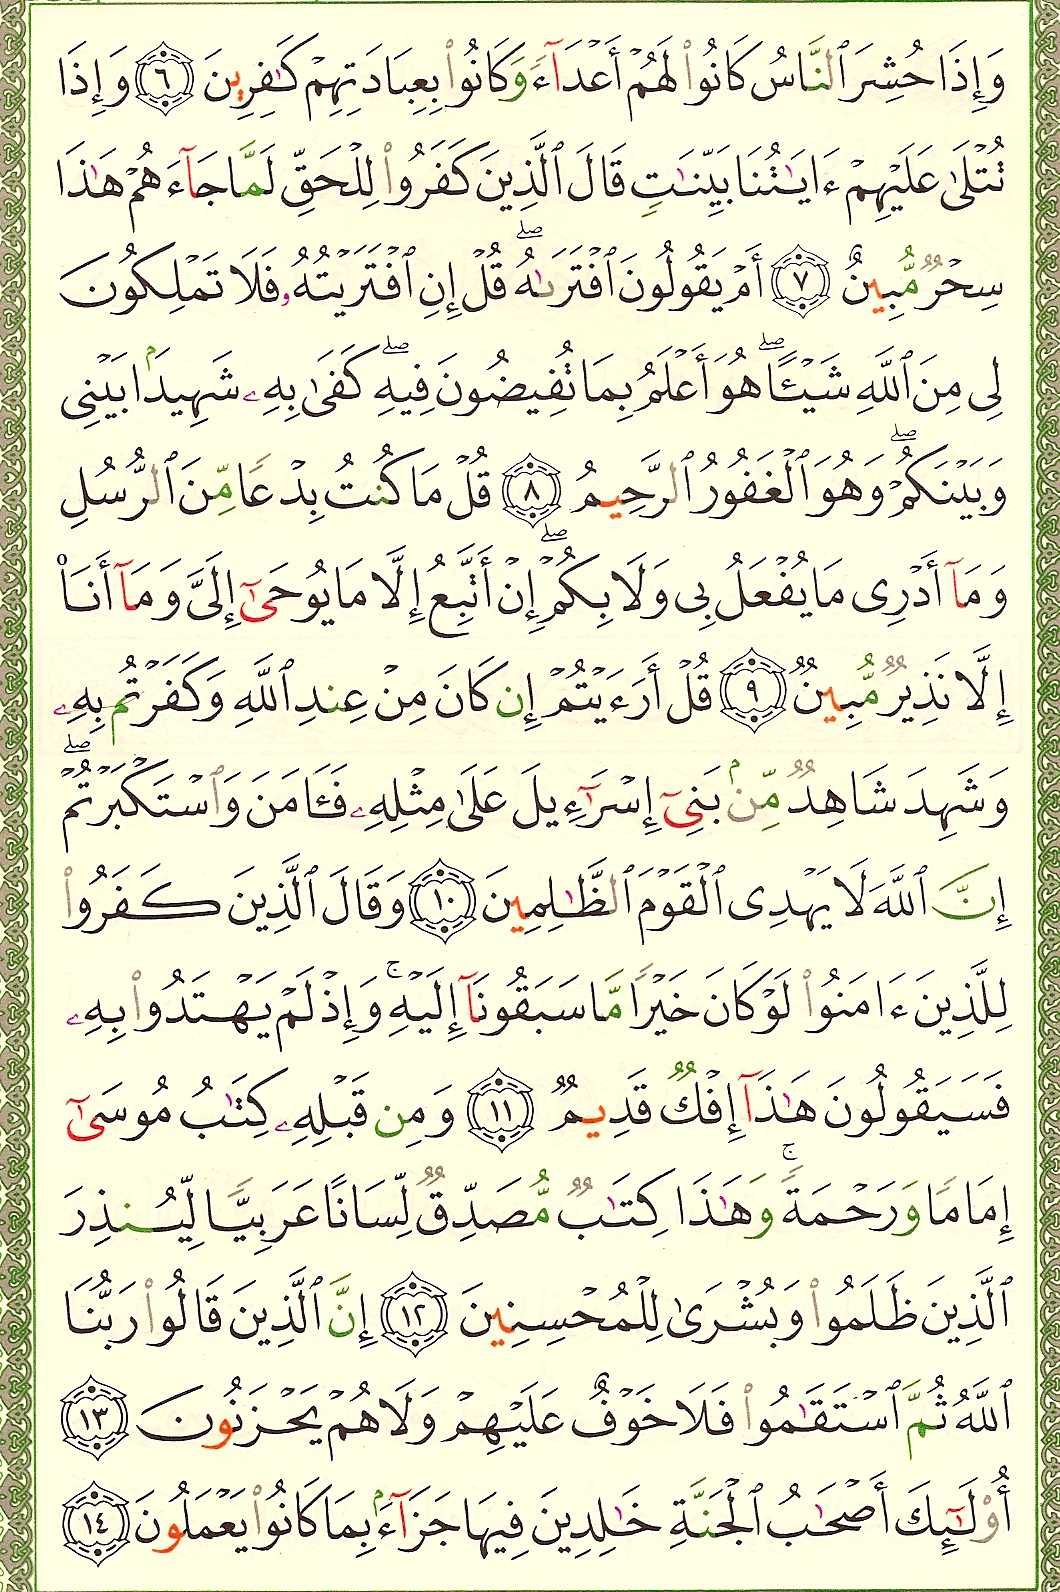 وَإِذَا حُشِرَ ٱلنَّاسُ كَانُوا۟ لَهُمْ أَعْدَآءً وَكَانُوا۟ بِعِبَادَتِهِمْ كَـٰفِرِينَ ٦ وَإِذَا
تُتْلَىٰ عَلَيْهِمْ ءَايَـٰتُنَا بَيِّنَـٰتٍ قَالَ ٱلَّذِينَ كَفَرُوا۟ لِلْحَقِّ لَمَّا جَآءَهُمْ هَـٰذَا
سِحْرٌ مُّبِينٌ ٧ أَمْ يَقُولُونَ ٱفْتَرَىٰهُ ۖ قُلْ إِنِ ٱفْتَرَيْتُهُۥ فَلَا تَمْلِكُونَ
لِى مِنَ ٱللَّهِ شَيْـًٔا ۖ هُوَ أَعْلَمُ بِمَا تُفِيضُونَ فِيهِ ۖ كَفَىٰ بِهِۦ شَهِيدًۢا بَيْنِى
وَبَيْنَكُمْ ۖ وَهُوَ ٱلْغَفُورُ ٱلرَّحِيمُ ٨ قُلْ مَا كُنتُ بِدْعًا مِّنَ ٱلرُّسُلِ
وَمَآ أَدْرِى مَا يُفْعَلُ بِى وَلَا بِكُمْ ۖ إِنْ أَتَّبِعُ إِلَّا مَا يُوحَىٰٓ إِلَىَّ وَمَآ أَنَا۠
إِلَّا نَذِيرٌ مُّبِينٌ ٩ قُلْ أَرَءَيْتُمْ إِن كَانَ مِنْ عِندِ ٱللَّهِ وَكَفَرْتُم بِهِۦ
وَشَهِدَ شَاهِدٌ مِّنۢ بَنِىٓ إِسْرَٰٓءِيلَ عَلَىٰ مِثْلِهِۦ فَـَٔامَنَ وَٱسْتَكْبَرْتُمْ ۖ
إِنَّ ٱللَّهَ لَا يَهْدِى ٱلْقَوْمَ ٱلظَّـٰلِمِينَ ١٠ وَقَالَ ٱلَّذِينَ كَفَرُوا۟
لِلَّذِينَ ءَامَنُوا۟ لَوْ كَانَ خَيْرًا مَّا سَبَقُونَآ إِلَيْهِ ۚ وَإِذْ لَمْ يَهْتَدُوا۟ بِهِۦ
فَسَيَقُولُونَ هَـٰذَآ إِفْكٌ قَدِيمٌ ١١ وَمِن قَبْلِهِۦ كِتَـٰبُ مُوسَىٰٓ
إِمَامًا وَرَحْمَةً ۚ وَهَـٰذَا كِتَـٰبٌ مُّصَدِّقٌ لِّسَانًا عَرَبِيًّا لِّيُنذِرَ
ٱلَّذِينَ ظَلَمُوا۟ وَبُشْرَىٰ لِلْمُحْسِنِينَ ١٢ إِنَّ ٱلَّذِينَ قَالُوا۟ رَبُّنَا
ٱللَّهُ ثُمَّ ٱسْتَقَـٰمُوا۟ فَلَا خَوْفٌ عَلَيْهِمْ وَلَا هُمْ يَحْزَنُونَ ١٣
أُو۟لَـٰٓئِكَ أَصْحَـٰبُ ٱلْجَنَّةِ خَـٰلِدِينَ فِيهَا جَزَآءًۢ بِمَا كَانُوا۟ يَعْمَلُونَ ١٤